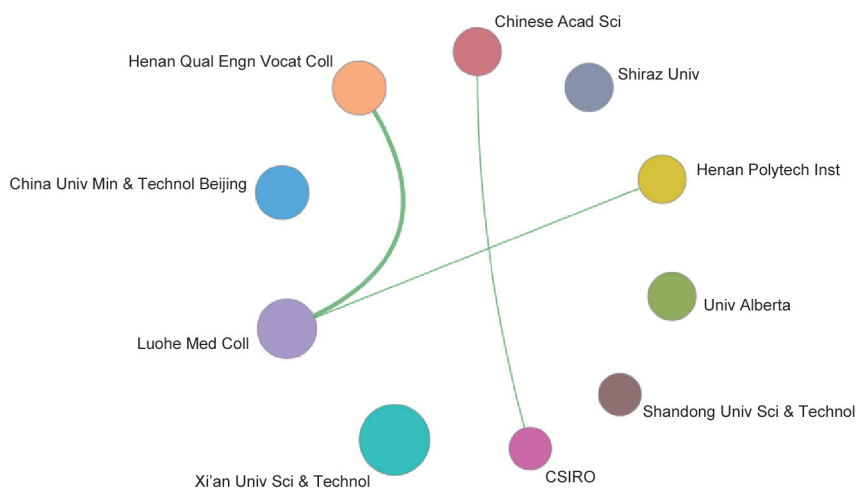 Chinese Acad Sci
Henan Qual Engn Vocat Coll
Shiraz Univ
Henan Polytech Inst
China Univ Min & Technol Beijing
Univ Alberta
Luohe Med Coll
Shandong Univ Sci & Technol
CSIRO
Xi'an Univ Sci & Technol